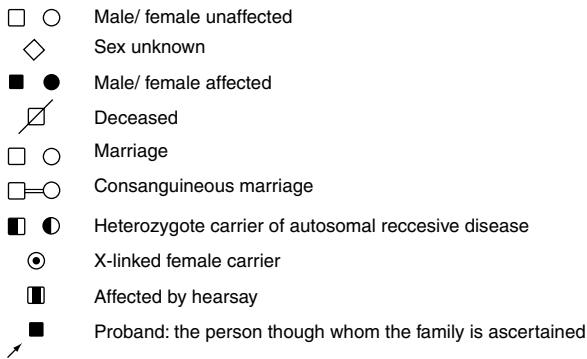 Male/ female unaffected
Sex unknown
Male/ female affected
Deceased
Marriage
Consanguineous marriage
Heterozygote carrier of autosomal reccesive disease
X-linked female carrier
Affected by hearsay
Proband: the person though whom the family is ascertained